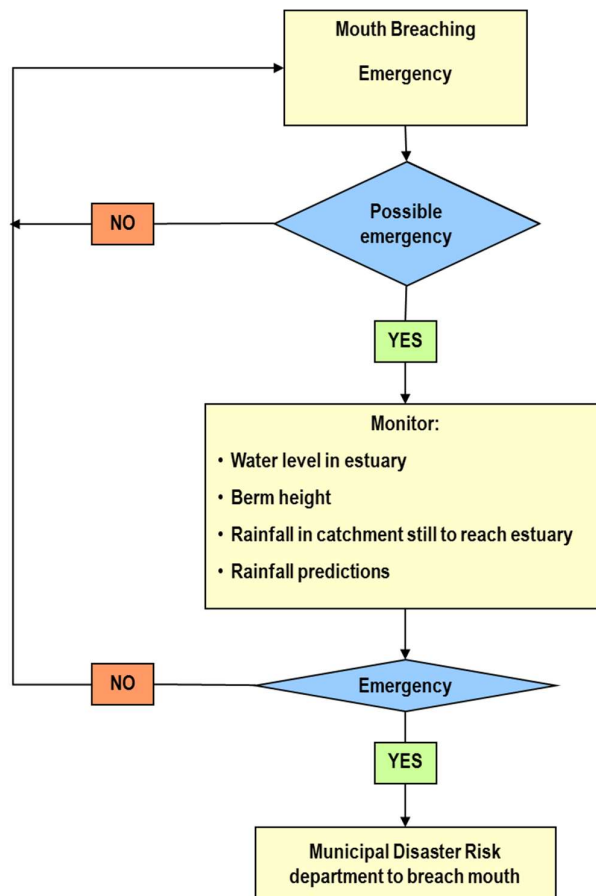 Mouth Breaching
Emergency
Possible
emergency
NO
YES
Monitor:
• Water level in estuary
• Berm height
• Rainfall in catchment still to reach estuary
• Rainfall predictions
Emergency
NO
YES
Municipal Disaster Risk
department to breach mouth